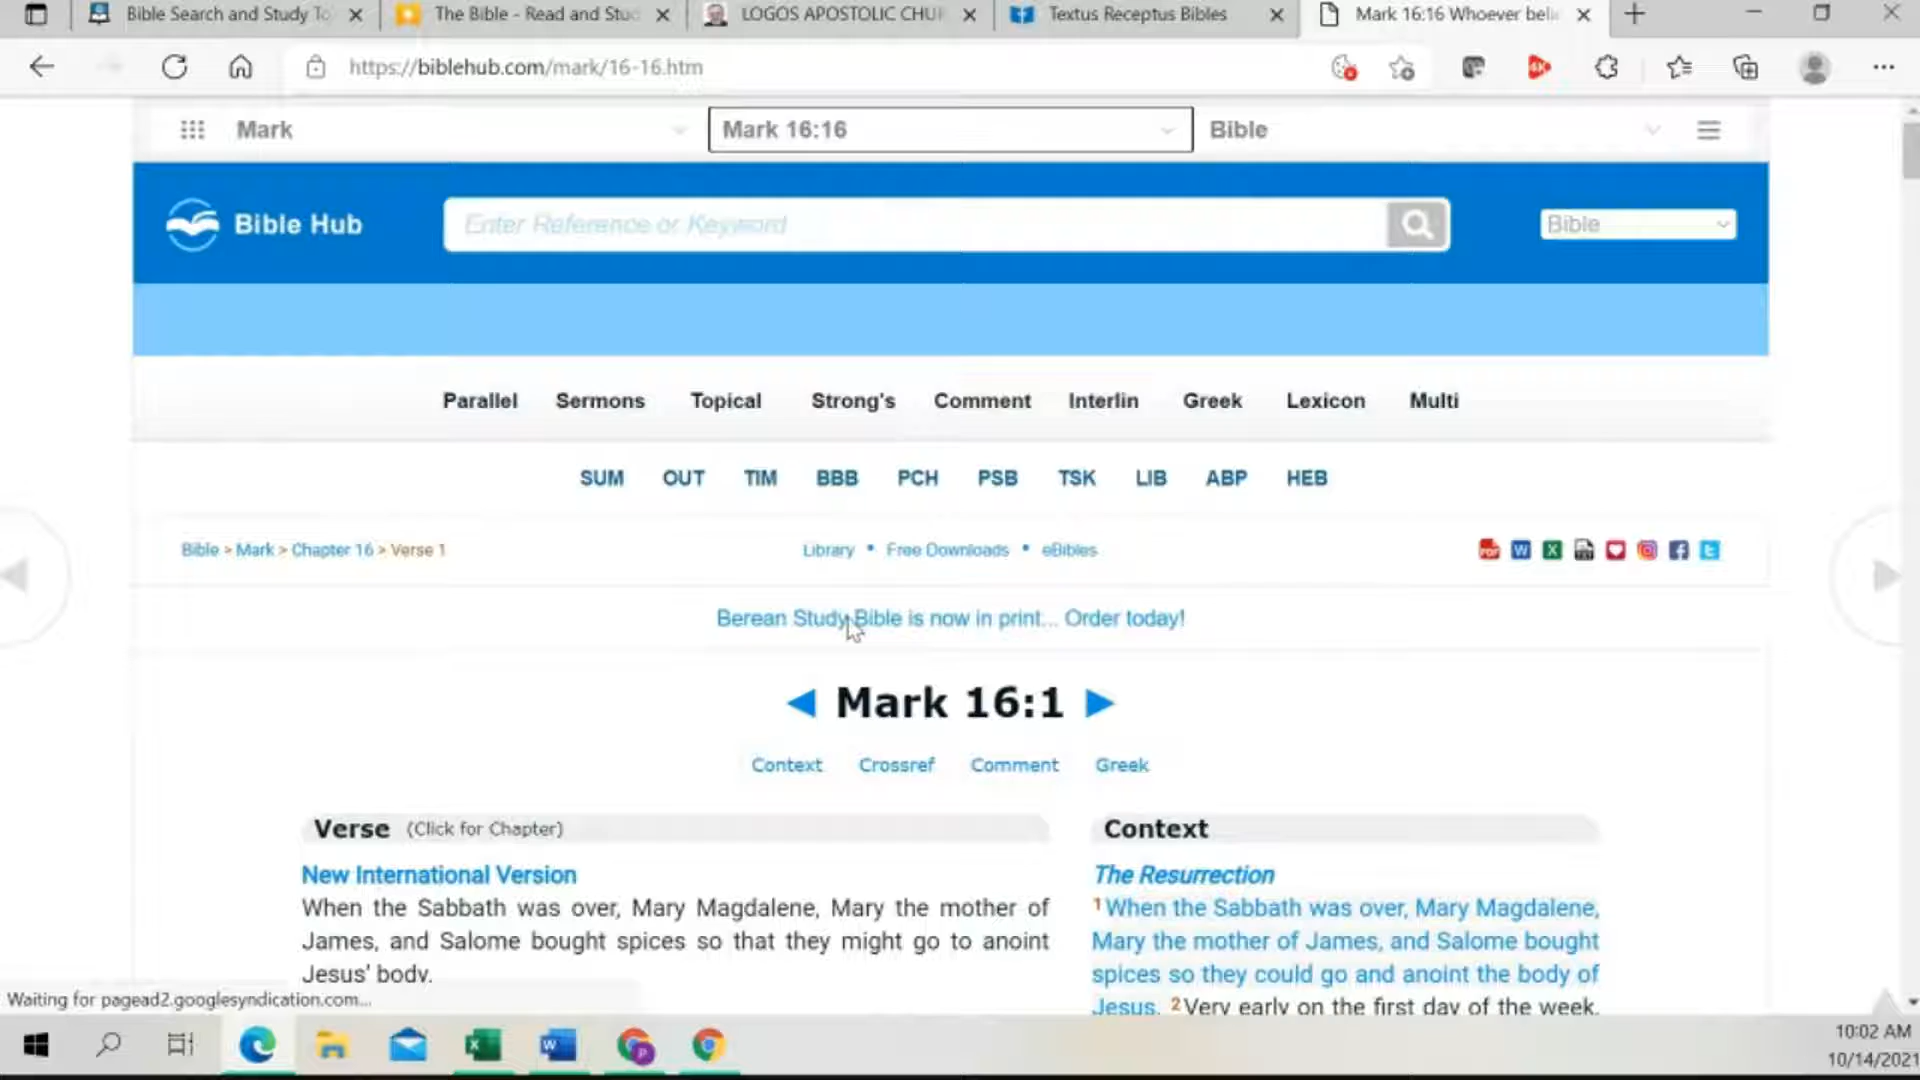 Bible Search and Study To
The Bible - Read and Stud
LOGOS APOSTOLIC CHUR
Textus Receptus Bibles
Mark 16:16 Whoever beli
https://biblehub.com/mark/16-16.htm
Mark
Mark 16:16
Bible
Bible Hub
Enter Reference or Keyword
Bible
Parallel Sermons Topical Strong's Comment Interlin Greek Lexicon Multi
SUM OUT TIM BBB PCH PSB TSK LIB ABP HEB
Bible > Mark > Chapter 16 > Verse 1
Library • Free Downloads • eBibles
Berean Study Bible is now in print... Order today!
Mark 16:1
Context Crossref Comment Greek
Verse (Click for Chapter)
New International Version
When the Sabbath was over, Mary Magdalene, Mary the mother of
James, and Salome bought spices so that they might go to anoint
Jesus' body.
Context
The Resurrection
1When the Sabbath was over, Mary Magdalene,
Mary the mother of James, and Salome bought
spices so they could go and anoint the body of
Jesus. 2Very early on the first day of the week,
Waiting for pagead2.googlesyndication.com...
10:02 AM
10/14/2021